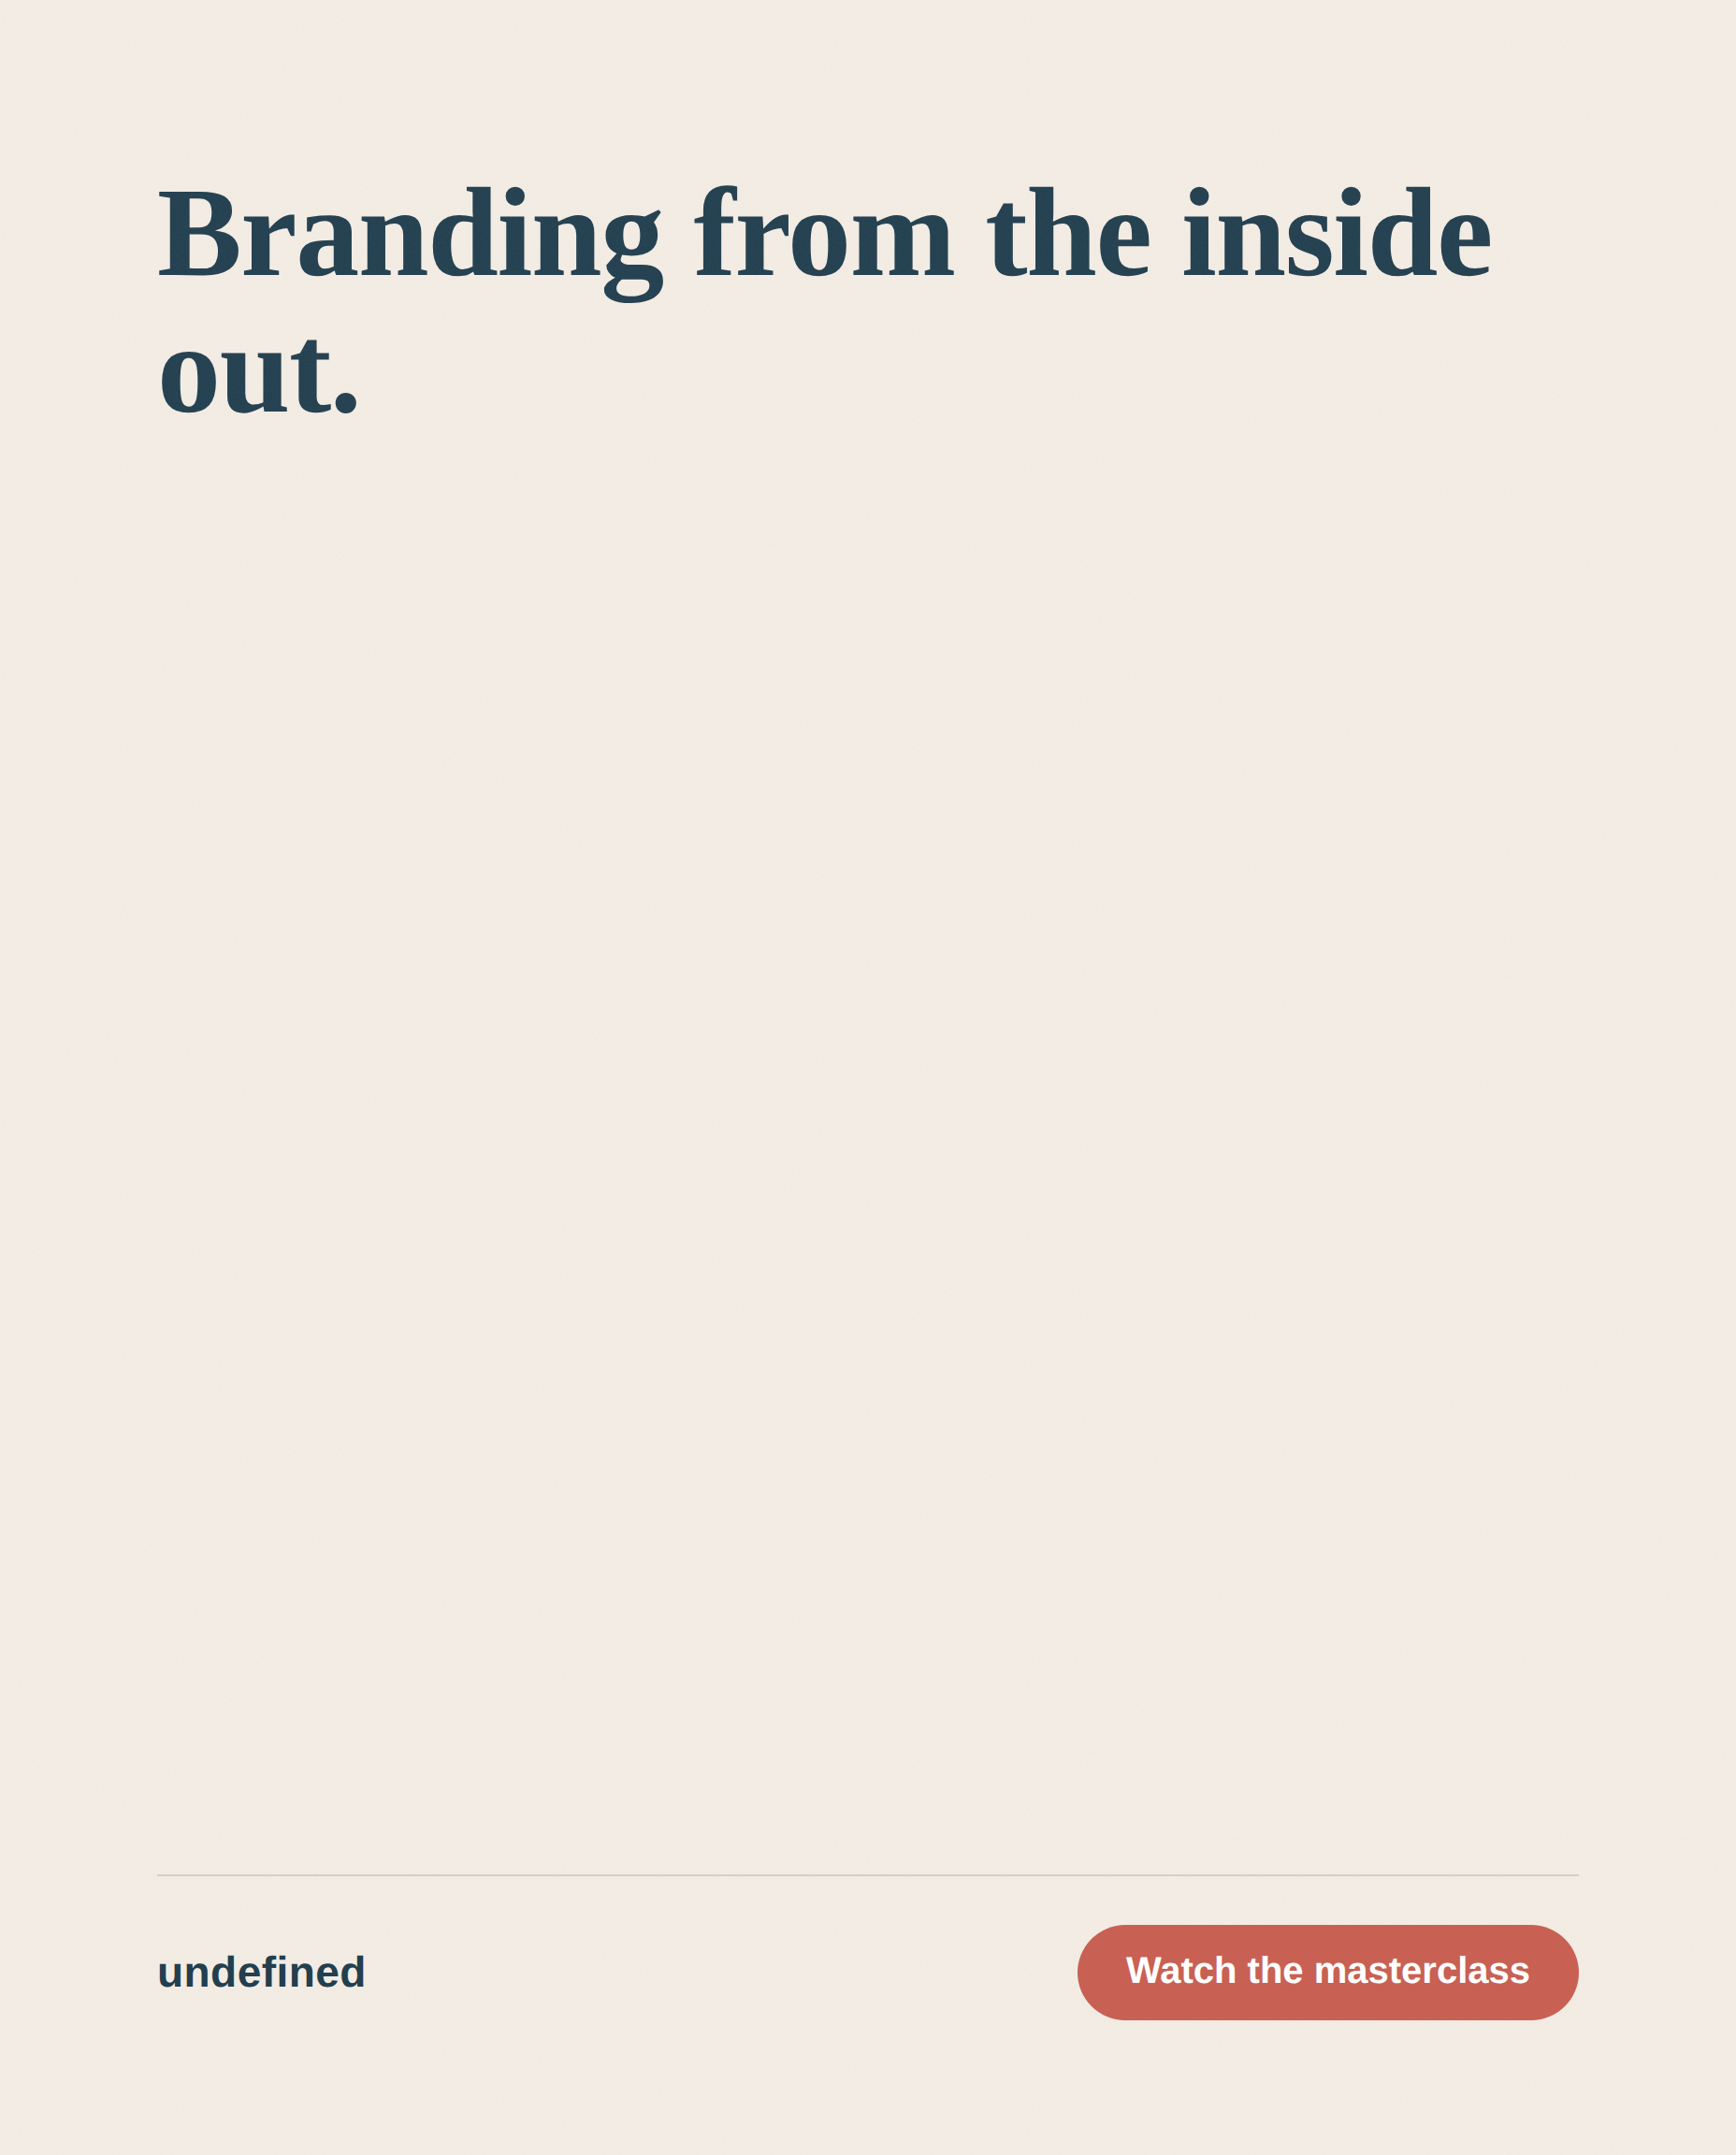 Branding from the inside
out.
undefined
Watch the masterclass